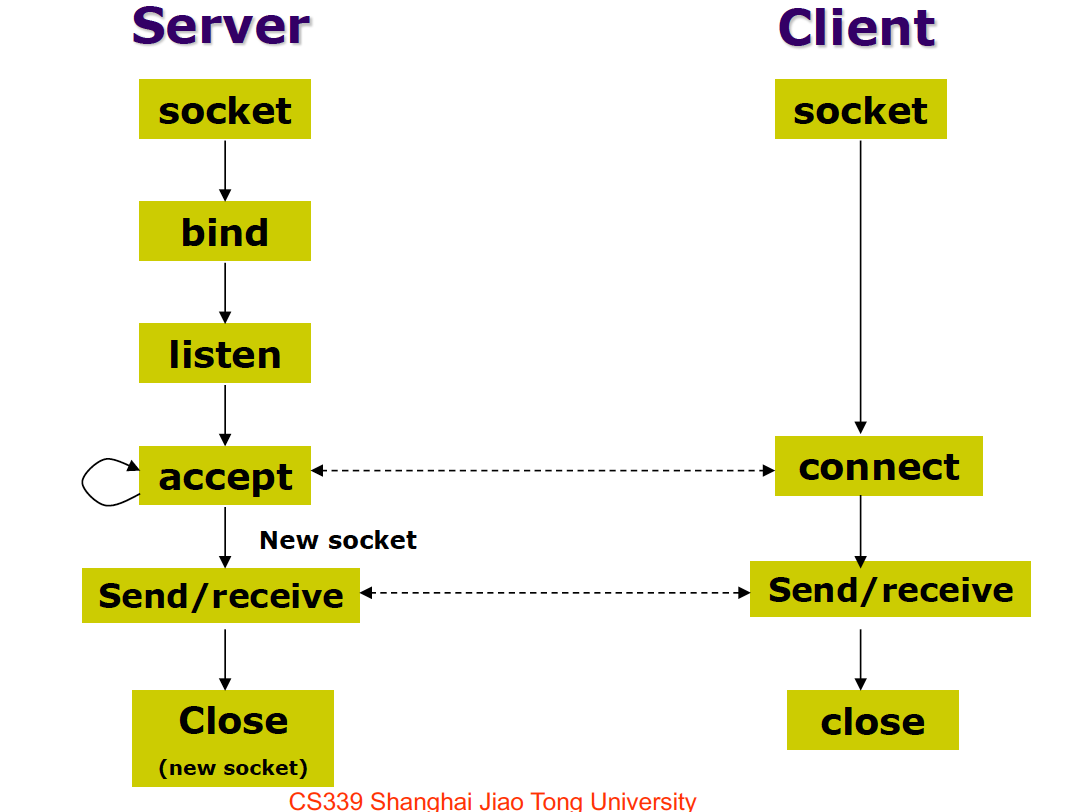 Server
Client
socket
socket
bind
listen
accept
connect
New socket
Send/receive
Send/receive
Close
(new socket)
close
CS339 Shanghai Jiao Tong University